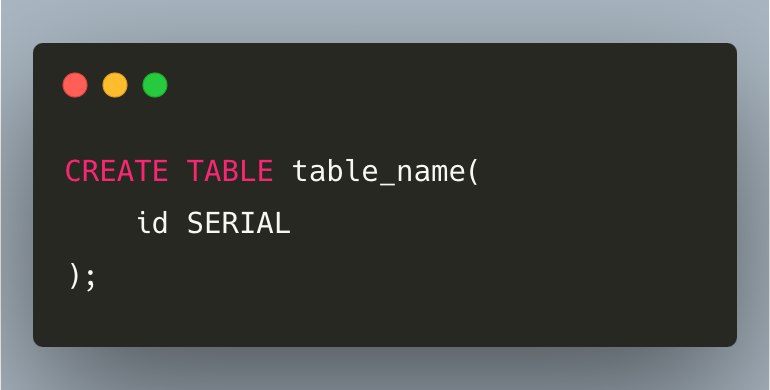 CREATE TABLE table_name(
    id SERIAL
);